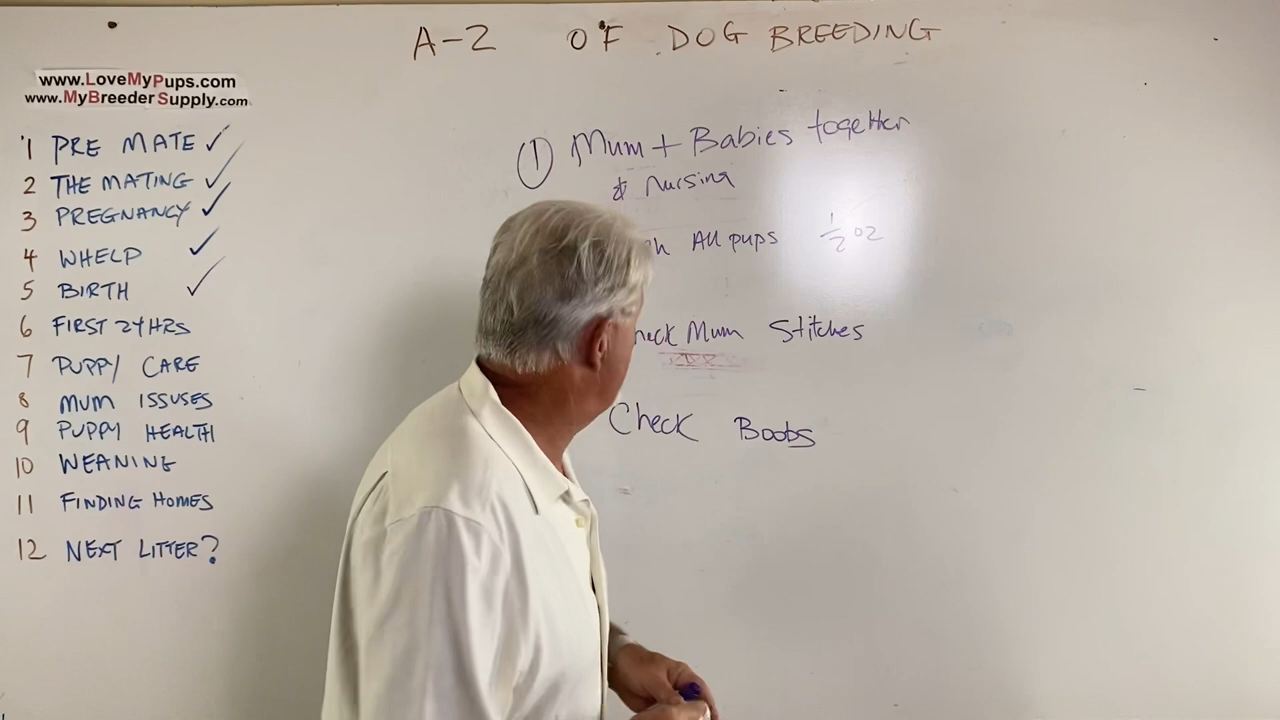 A-Z OF DOG BREEDING
www.LoveMyPups.com
www.MyBreederSupply.com
1 PRE MATE ✓
2 THE MATING ✓
3 PREGNANCY ✓
4 WHELP ✓
5 BIRTH ✓
6 FIRST 24HRS
7 PUPPY CARE
8 MUM ISSUSES
9 PUPPY HEALTH
10 WEANING
11 FINDING HOMES
12 NEXT LITTER?
① Mum + Babies together
& nursing
All pups ½ oz
Mum Stitches
Check Boobs